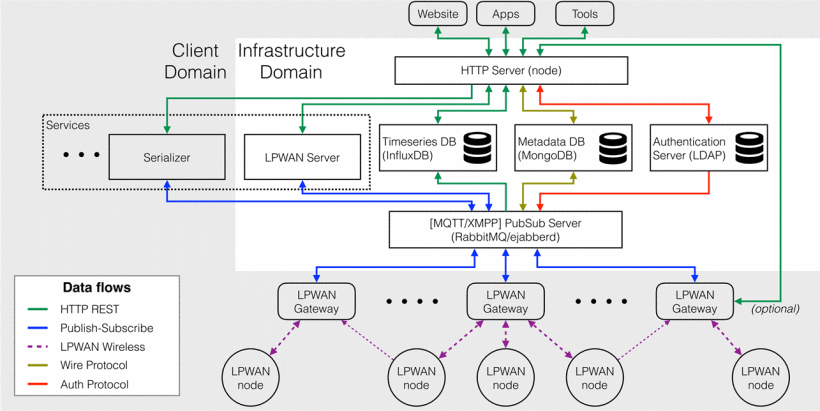 Website
Apps
Tools
Client
Domain
Infrastructure
Domain
HTTP Server (node)
Services
Serializer
LPWAN Server
Timeseries DB
(InfluxDB)
Metadata DB
(MongoDB)
Authentication
Server (LDAP)
[MQTT/XMPP] PubSub Server
(RabbitMQ/ejabberd)
Data flows
HTTP REST
Publish-Subscribe
LPWAN Wireless
Wire Protocol
Auth Protocol
LPWAN
Gateway
LPWAN
Gateway
LPWAN
Gateway
(optional)
LPWAN
node
LPWAN
node
LPWAN
node
LPWAN
node
LPWAN
node